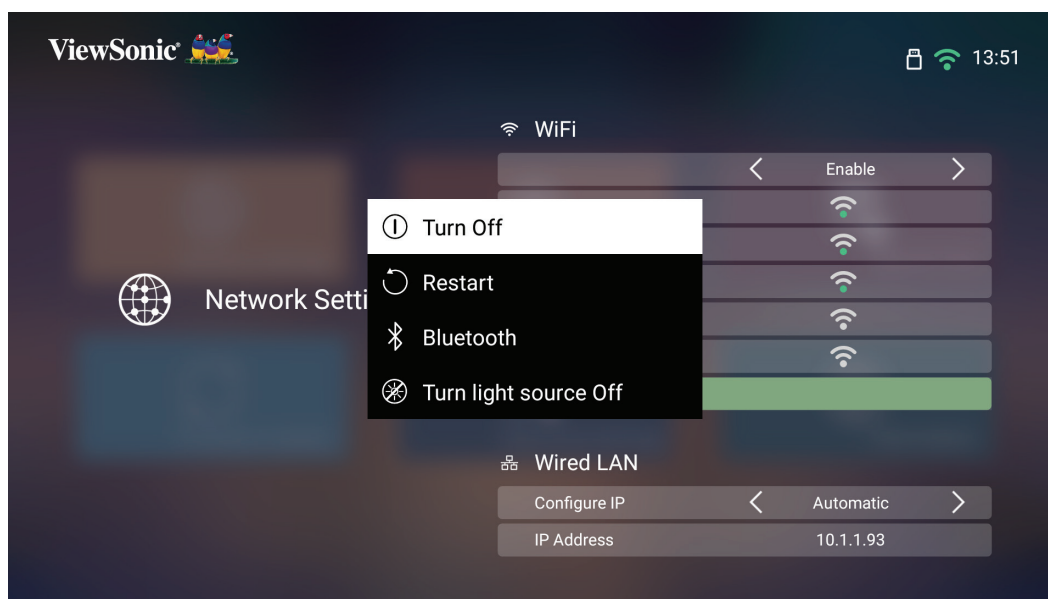 ViewSonic®
13:51
WiFi
Enable
Turn Off
Restart
Network Setti
Bluetooth
Turn light source Off
Wired LAN
Configure IP
Automatic
IP Address
10.1.1.93